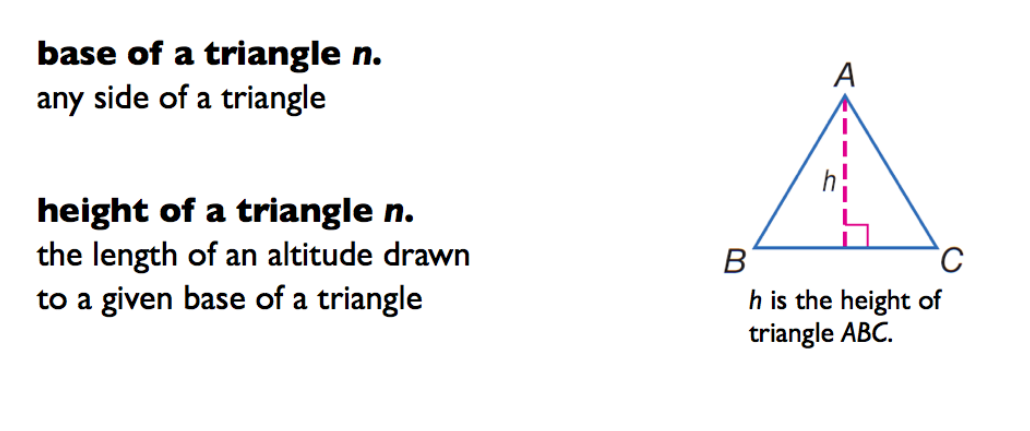 base of a triangle n.
any side of a triangle
height of a triangle n.
the length of an altitude drawn
to a given base of a triangle
A
h
B
C
h is the height of
triangle ABC.